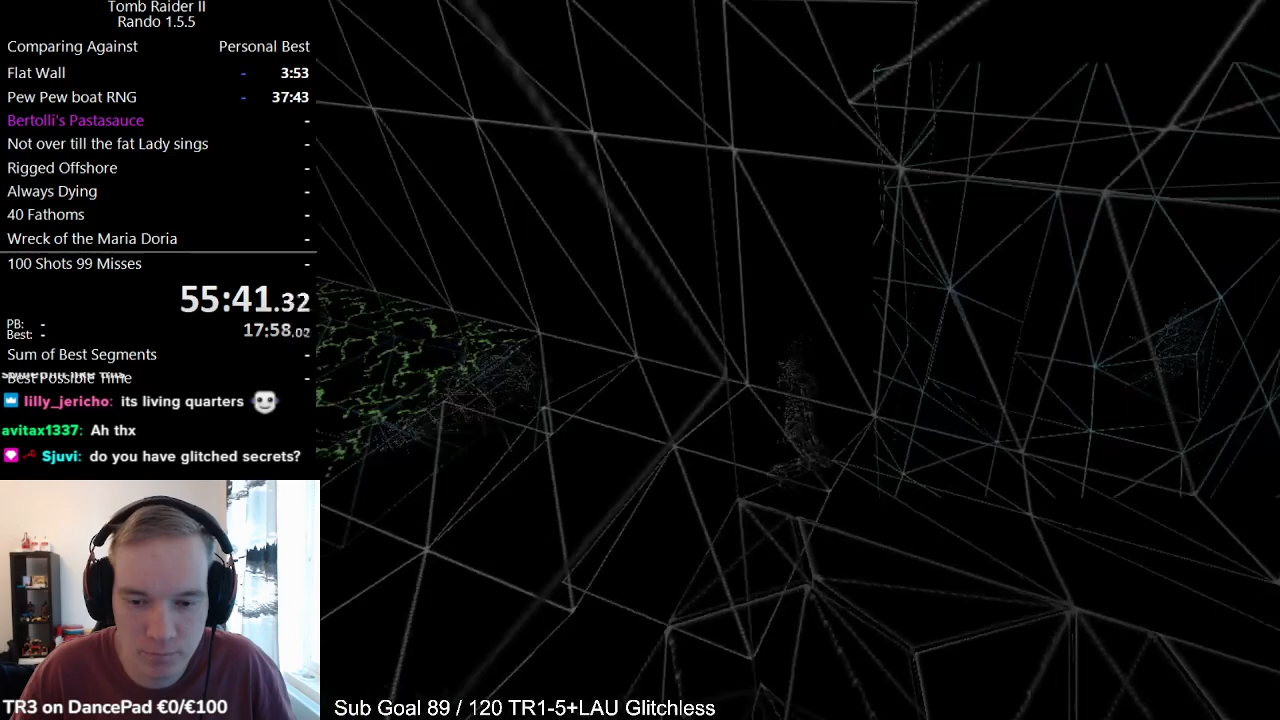 Tomb Raider II
Rando 1.5.5
Comparing Against Personal Best
Flat Wall - 3:53
Pew Pew boat RNG - 37:43
Bertolli's Pastasauce -
Not over till the fat Lady sings -
Rigged Offshore -
Always Dying -
40 Fathoms -
Wreck of the Maria Doria -
100 Shots 99 Misses -
55:41.32
PB: -
Best: -
17:58.02
Sum of Best Segments -
Best Possible Time -
lilly_jericho: its living quarters
avitax1337: Ah thx
Sjuvi: do you have glitched secrets?
TR3 on DancePad €0/€100
Sub Goal 89 / 120 TR1-5+LAU Glitchless